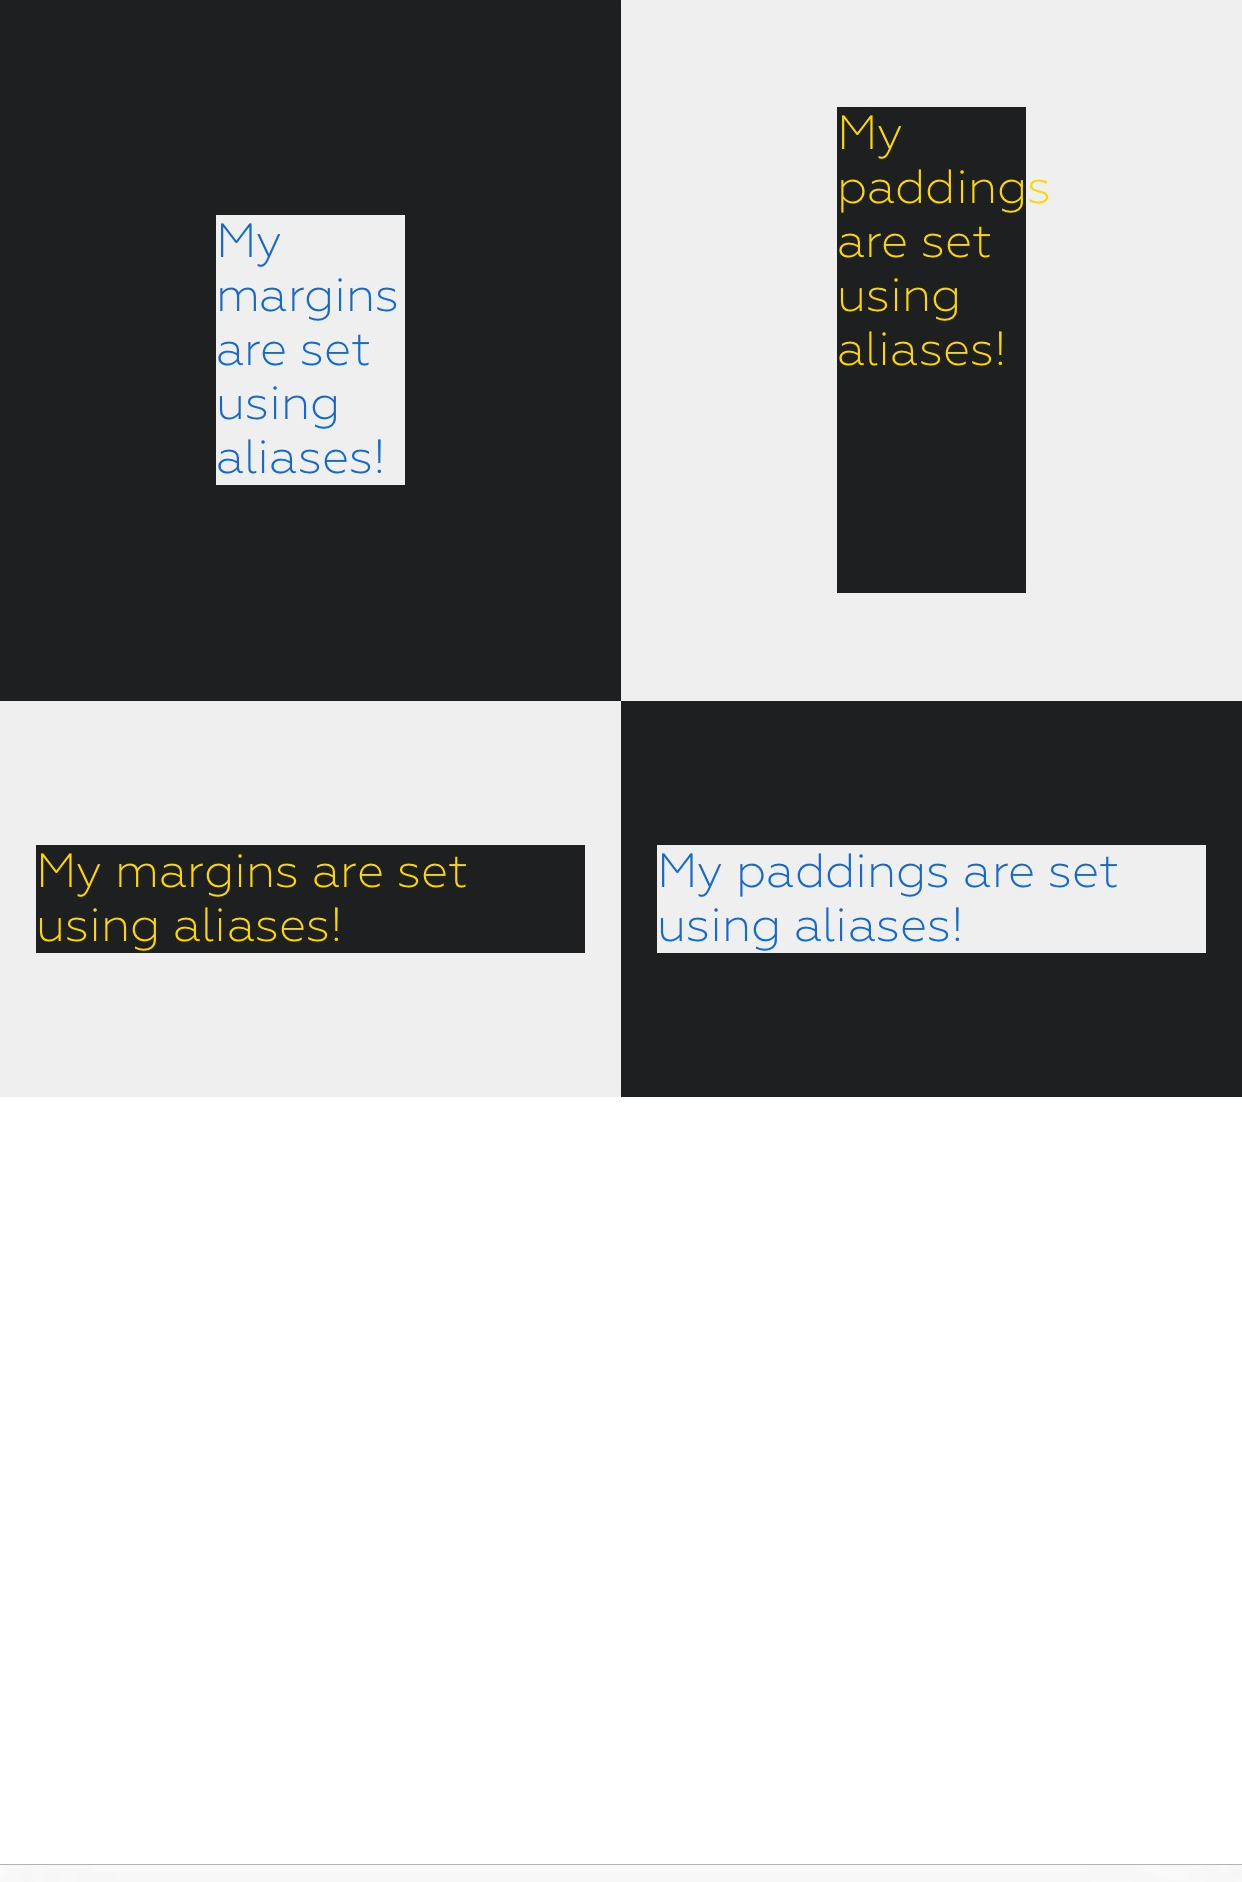 My
margins
are set
using
aliases!
My
paddings
are set
using
aliases!
My margins are set
using aliases!
My paddings are set
using aliases!